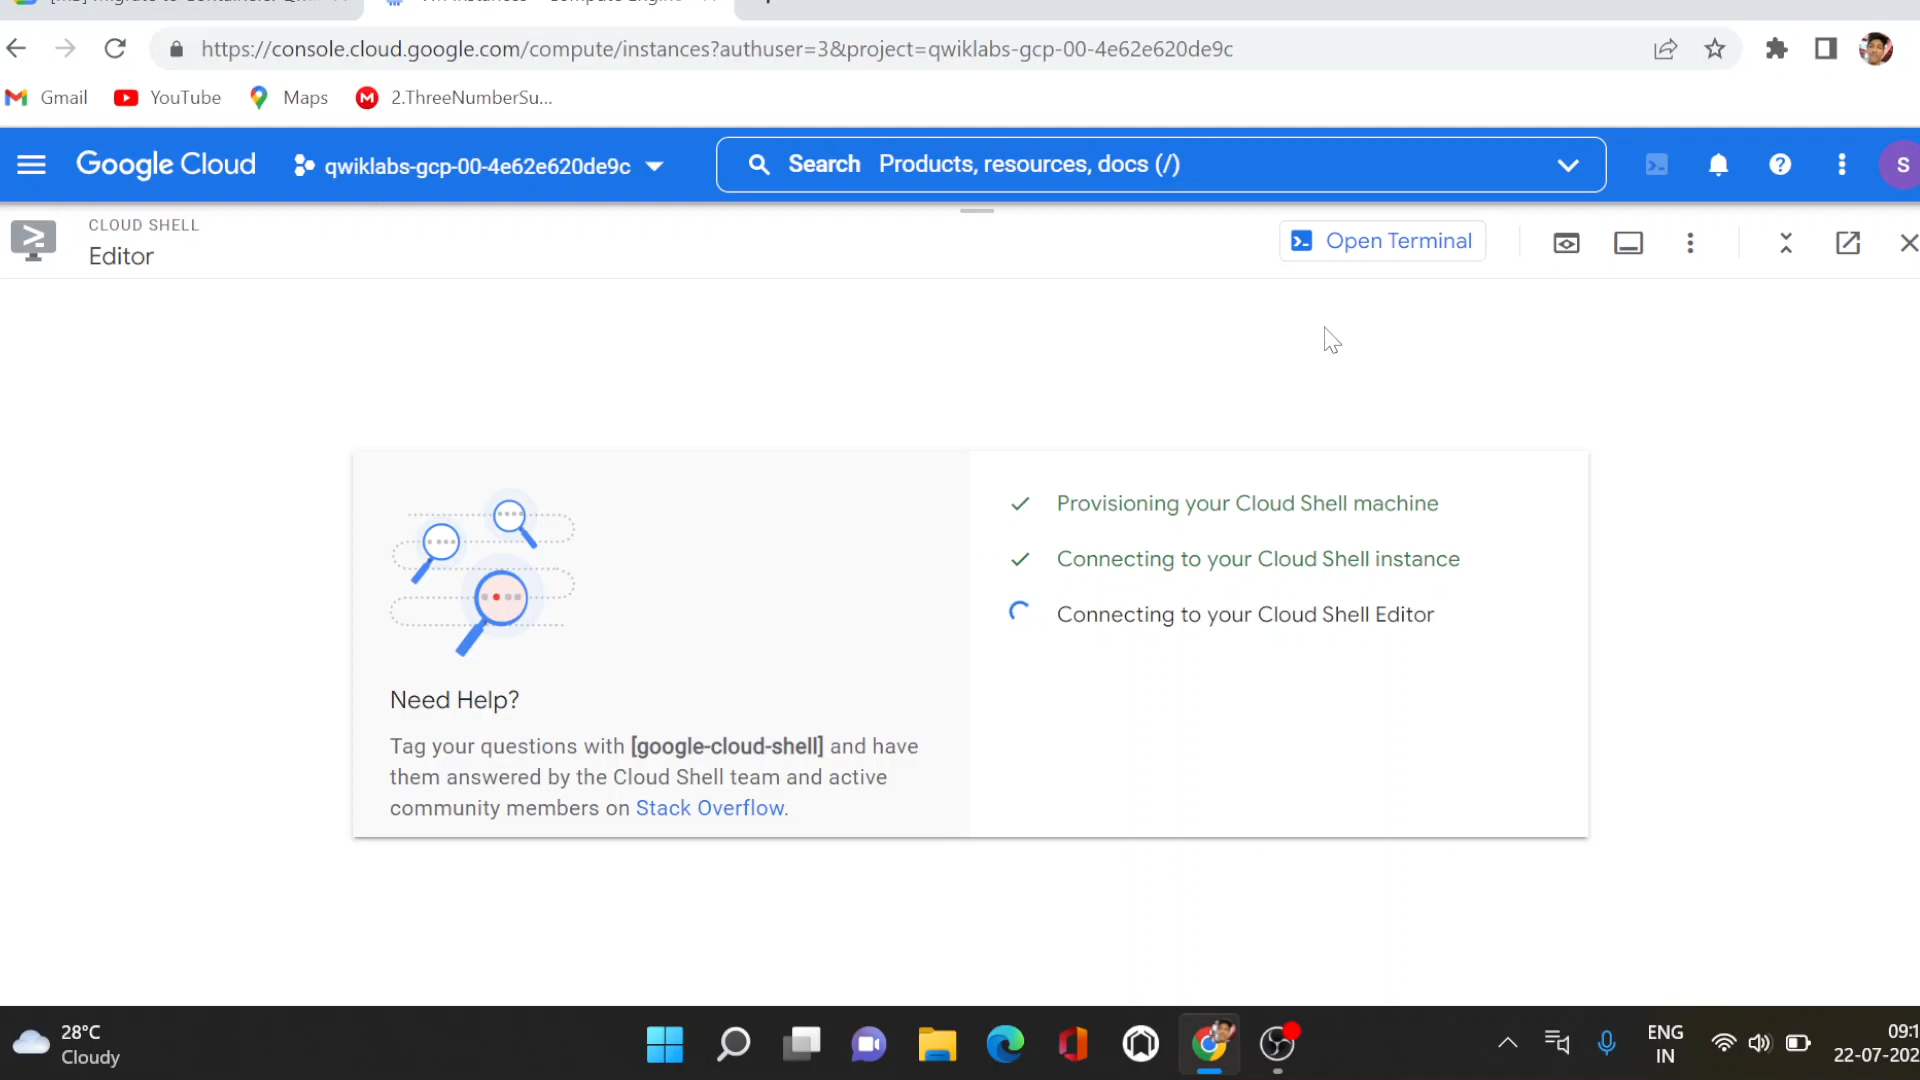 https://console.cloud.google.com/compute/instances?authuser=3&project=qwiklabs-gcp-00-4e62e620de9c
Gmail
YouTube
Maps
2.ThreeNumberSu...
Google Cloud
qwiklabs-gcp-00-4e62e620de9c
Search Products, resources, docs (/)
S
CLOUD SHELL
Editor
Open Terminal
Provisioning your Cloud Shell machine
Connecting to your Cloud Shell instance
Connecting to your Cloud Shell Editor
Need Help?
Tag your questions with [google-cloud-shell] and have
them answered by the Cloud Shell team and active
community members on Stack Overflow.
28°C
Cloudy
ENG
IN
09:1
22-07-202